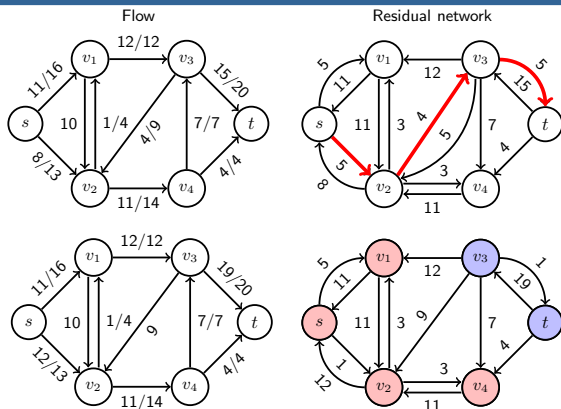 Flow
Residual network
12/12
v1
v3
11/16
15/20
s
10
1/4
4/9
7/7
t
8/13
4/4
v2
v4
11/14
5
v1
12
v3
5
11
15
s
11
3
4
5
7
t
5
4
8
v2
3
v4
11
12/12
v1
v3
11/16
19/20
s
10
1/4
9
7/7
t
12/13
4/4
v2
v4
11/14
5
v1
12
v3
1
11
19
s
11
3
9
7
t
1
4
12
v2
3
v4
11